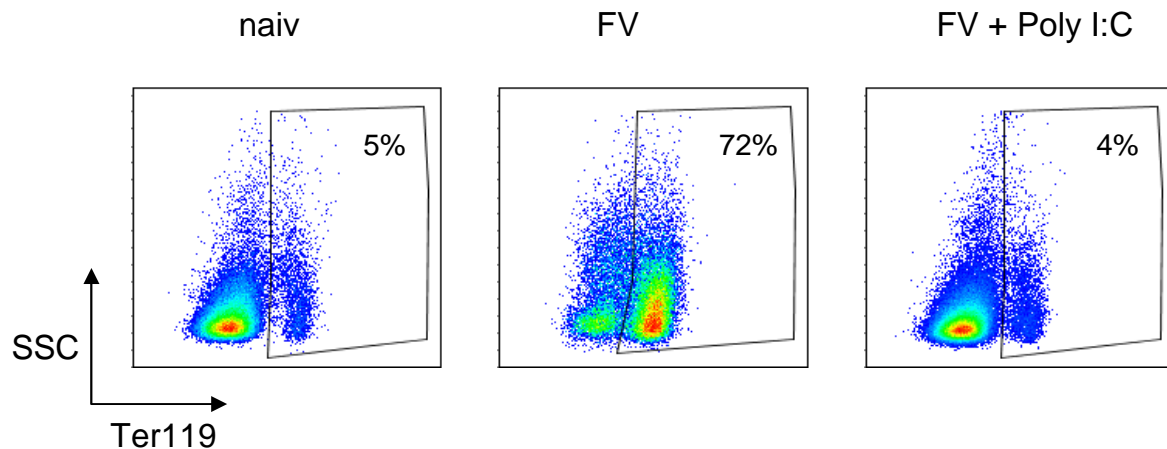 naiv
FV
FV + Poly I:C
5%
72%
4%
SSC
Ter119